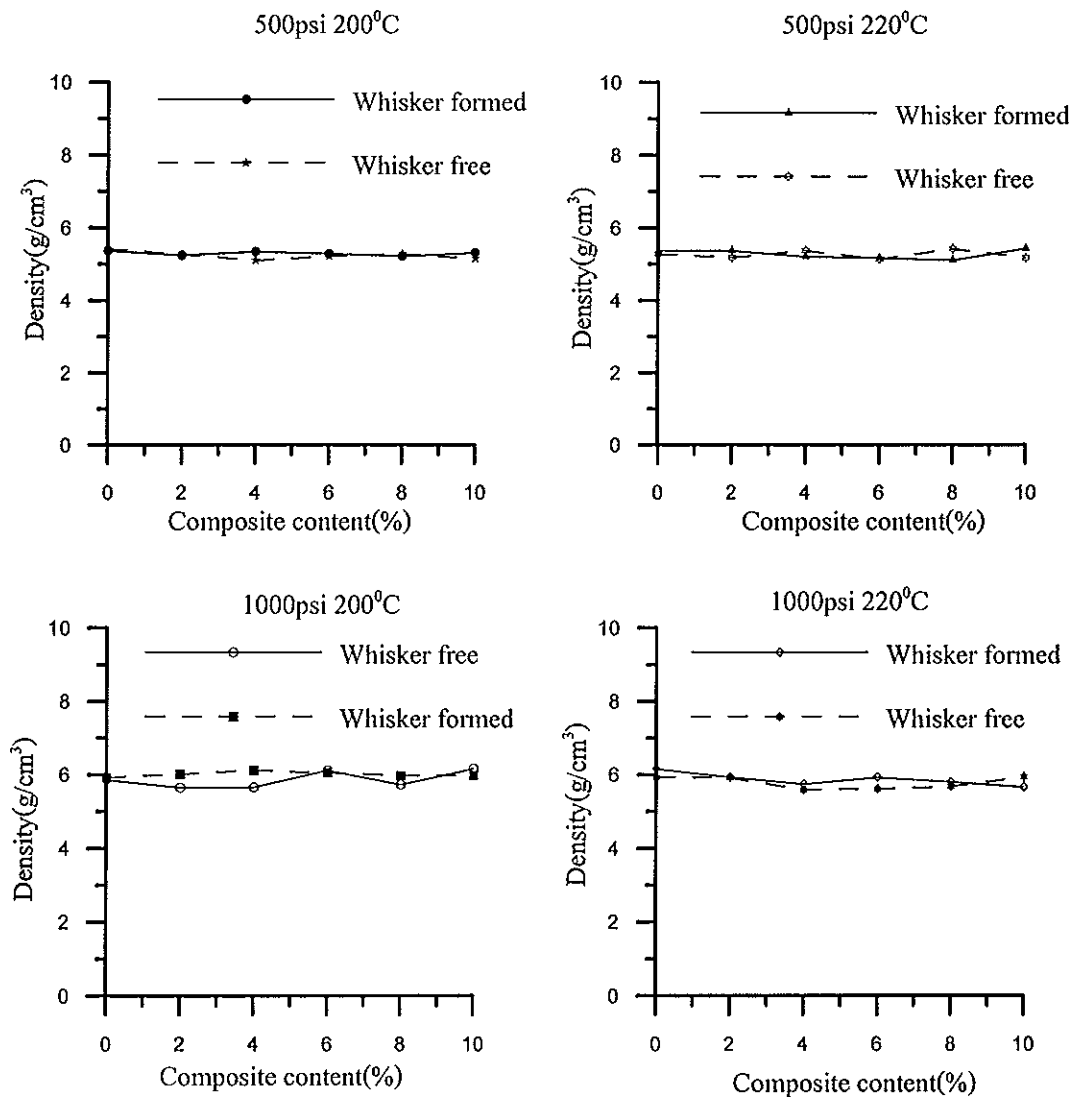 500psi 200⁰C
10
8
6
4
2
0
Density(g/cm³)
Whisker formed
Whisker free
0 2 4 6 8 10
Composite content(%)
500psi 220⁰C
10
8
6
4
2
0
Density(g/cm³)
Whisker formed
Whisker free
0 2 4 6 8 10
Composite content(%)
1000psi 200⁰C
10
8
6
4
2
0
Density(g/cm³)
Whisker free
Whisker formed
0 2 4 6 8 10
Composite content(%)
1000psi 220⁰C
10
8
6
4
2
0
Density(g/cm³)
Whisker formed
Whisker free
0 2 4 6 8 10
Composite content(%)